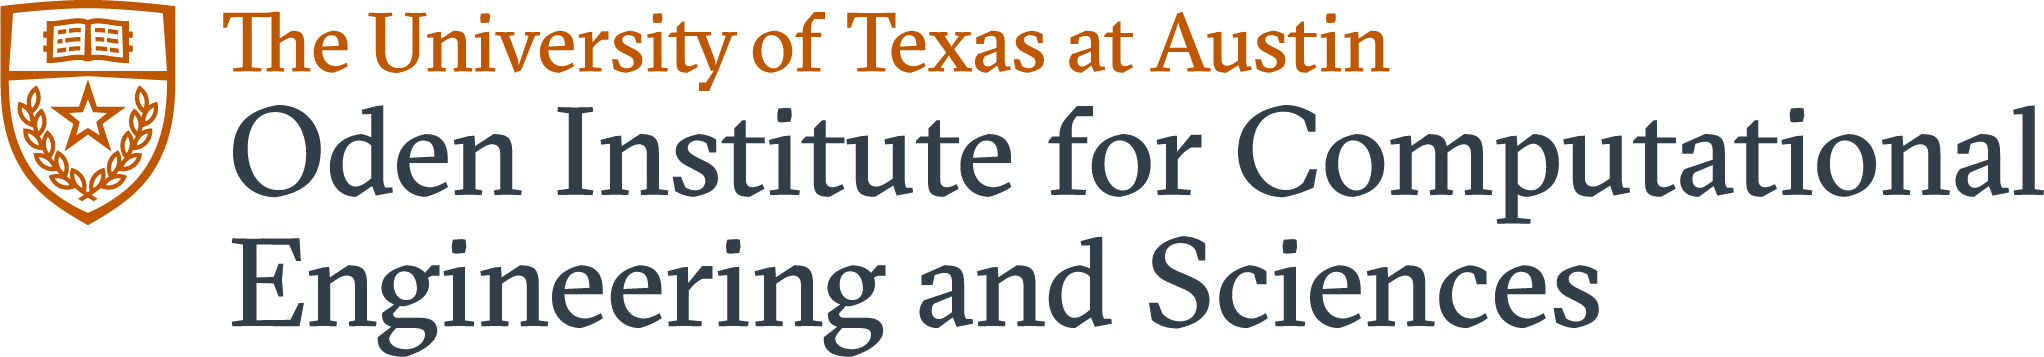 The University of Texas at Austin
Oden Institute for Computational
Engineering and Sciences